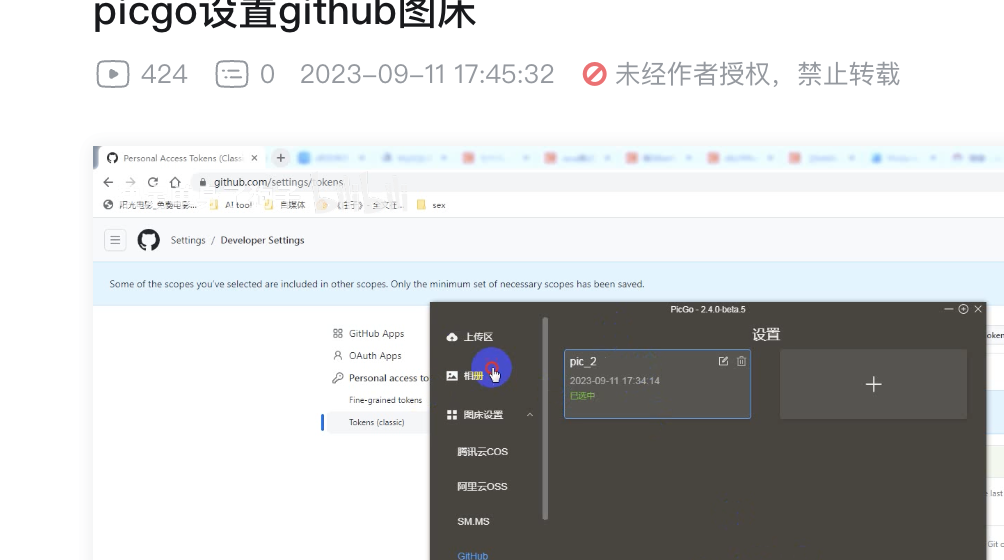 picgo设置github图床
424 0 2023-09-11 17:45:32 未经作者授权，禁止转载
Personal Access Tokens (Classi
github.com/settings/tokens
AI tool 自媒体 sex
Settings / Developer Settings
Some of the scopes you've selected are included in other scopes. Only the minimum set of necessary scopes has been saved.
PicGo - 2.4.0-beta.5
GitHub Apps
OAuth Apps
Personal access to
Fine-grained tokens
Tokens (classic)
上传区
相册
图床设置
腾讯云COS
阿里云OSS
SM.MS
GitHub
设置
pic_2
2023-09-11 17:34:14
已选中
oken
e last
Git c